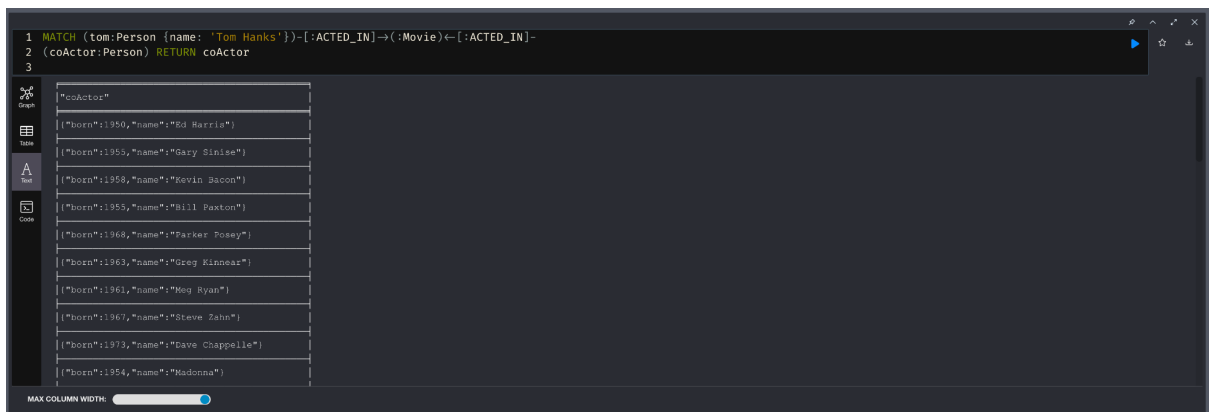 1 MATCH (tom:Person {name: 'Tom Hanks'})-[:ACTED_IN]→(:Movie)←[:ACTED_IN]-
2 (coActor:Person) RETURN coActor
3
Graph
Table
Text
Code
"coActor"
{"born":1950,"name":"Ed Harris"}
{"born":1955,"name":"Gary Sinise"}
{"born":1958,"name":"Kevin Bacon"}
{"born":1955,"name":"Bill Paxton"}
{"born":1968,"name":"Parker Posey"}
{"born":1963,"name":"Greg Kinnear"}
{"born":1961,"name":"Meg Ryan"}
{"born":1967,"name":"Steve Zahn"}
{"born":1973,"name":"Dave Chappelle"}
{"born":1954,"name":"Madonna"}
MAX COLUMN WIDTH: